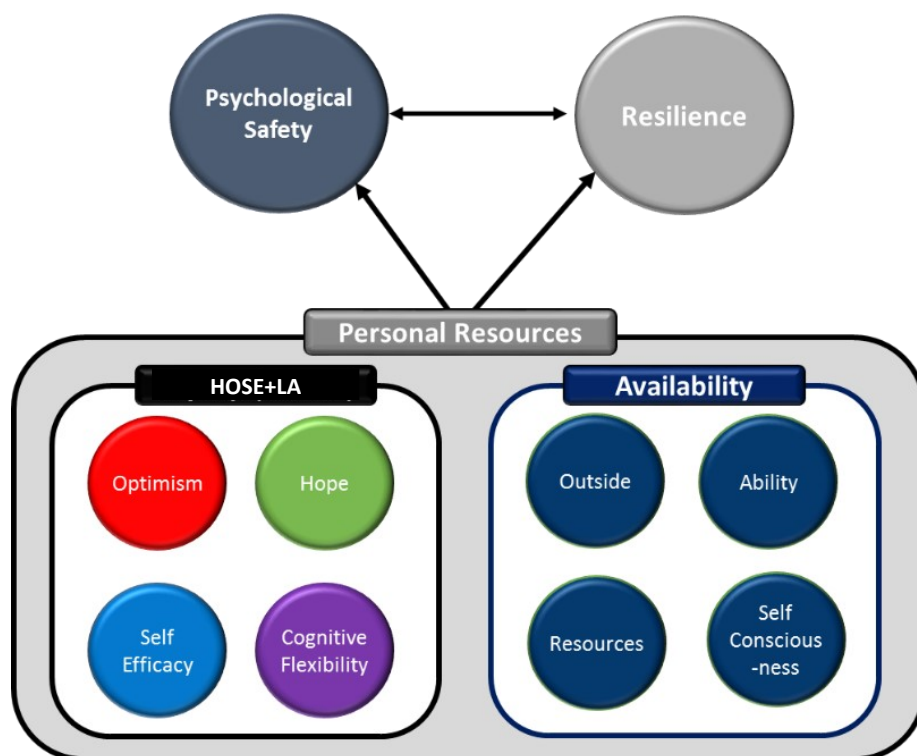 Psychological
Safety
Resilience
Personal Resources
HOSE+LA
Availability
Optimism
Hope
Outside
Ability
Self
Efficacy
Cognitive
Flexibility
Resources
Self
Conscious
-ness